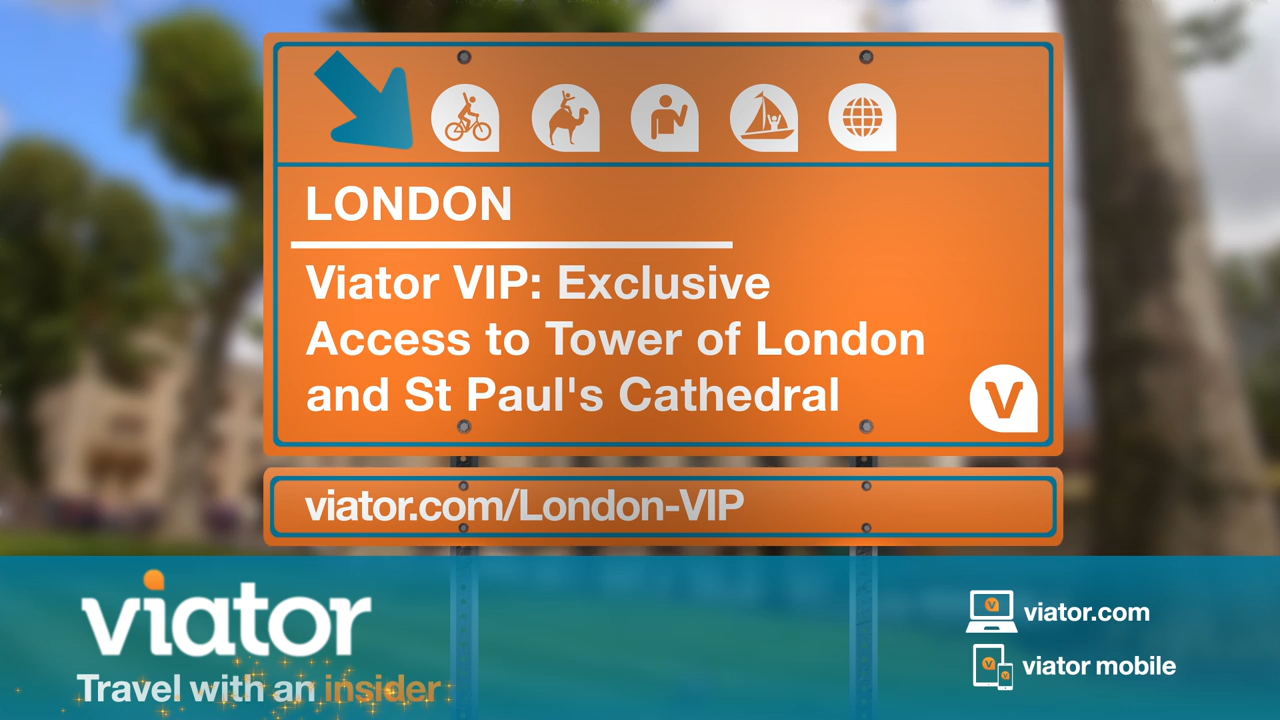 LONDON
Viator VIP: Exclusive
Access to Tower of London
and St Paul's Cathedral
V
viator.com/London-VIP
viator
Travel with an insider
V
viator.com
V
V
viator mobile